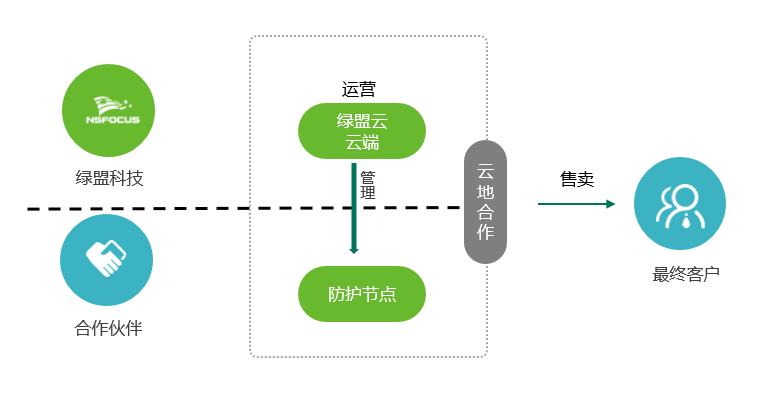 NSFOCUS
绿盟科技
合作伙伴
运营
绿盟云
云端
管理
防护节点
云地合作
售卖
最终客户